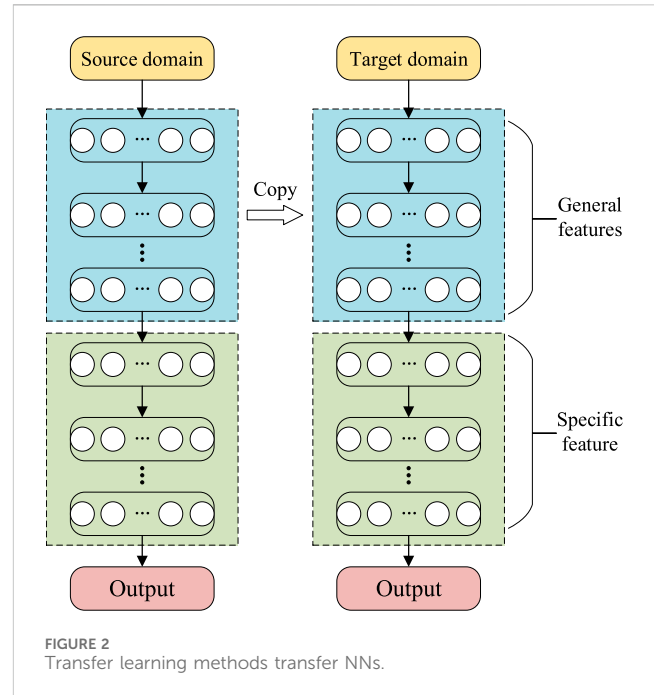 Source domain
Target domain
...
...
Copy
...
...
General
features
...
...
...
...
Specific
feature
...
...
...
...
Output
Output
FIGURE 2
Transfer learning methods transfer NNs.